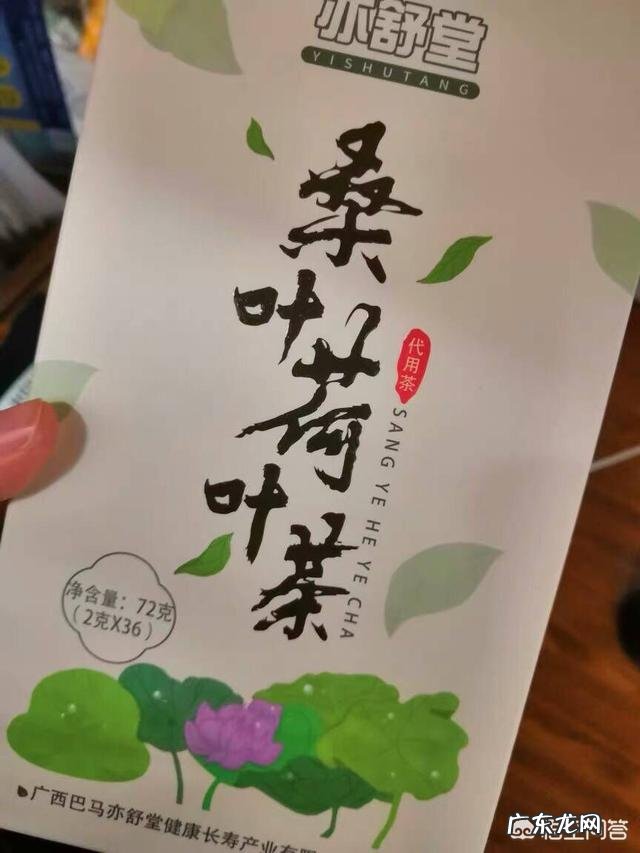 亦舒堂
YISHUTANG
桑叶荷叶茶
代用茶
SANG YE HE YE CHA
净含量：72克
（2克X36）
广西巴马亦舒堂健康长寿产业有限
广东龙网